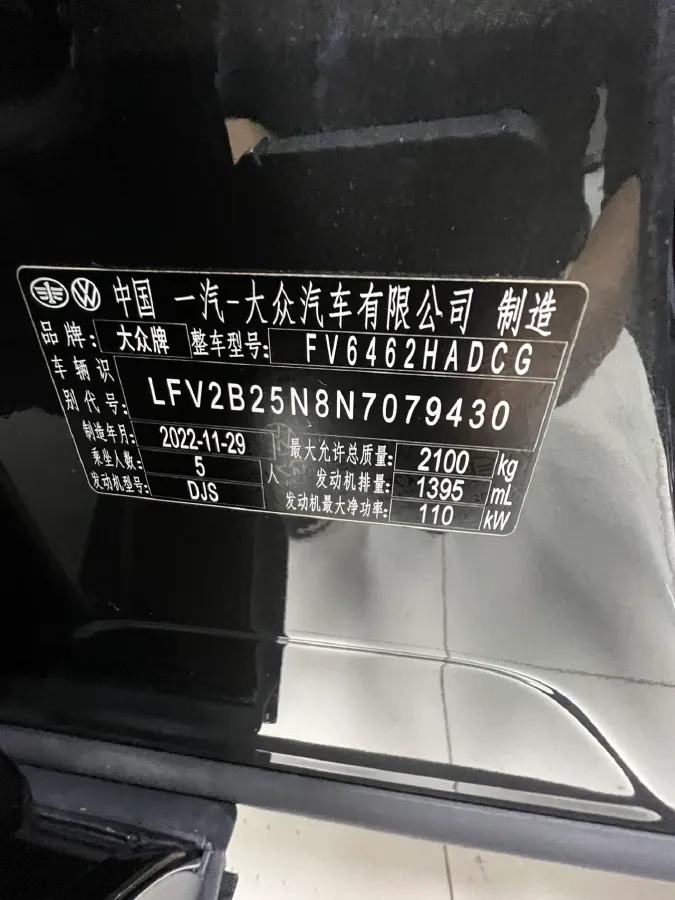 中国 一汽-大众汽车有限公司 制造
品牌: 大众牌 整车型号: FV6462HADCG
车辆识别代号: LFV2B25N8N7079430
制造年月: 2022-11-29 最大允许总质量: 2100 kg
乘坐人数: 5 人 发动机排量: 1395 mL
发动机型号: DJS 发动机最大净功率: 110 kW